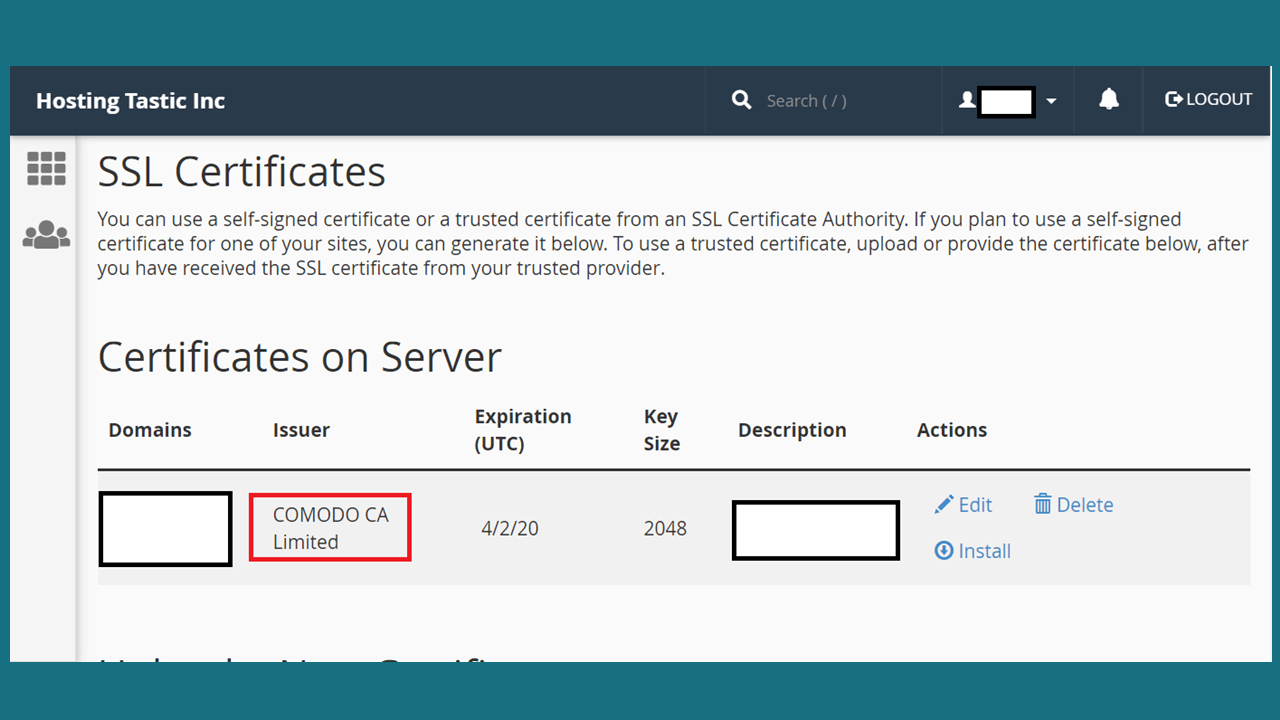 Hosting Tastic Inc
Search ( / )
LOGOUT
SSL Certificates
You can use a self-signed certificate or a trusted certificate from an SSL Certificate Authority. If you plan to use a self-signed
certificate for one of your sites, you can generate it below. To use a trusted certificate, upload or provide the certificate below, after
you have received the SSL certificate from your trusted provider.
Certificates on Server
Domains
Issuer
Expiration
(UTC)
Key
Size
Description
Actions
COMODO CA
Limited
4/2/20
2048
Edit
Delete
Install